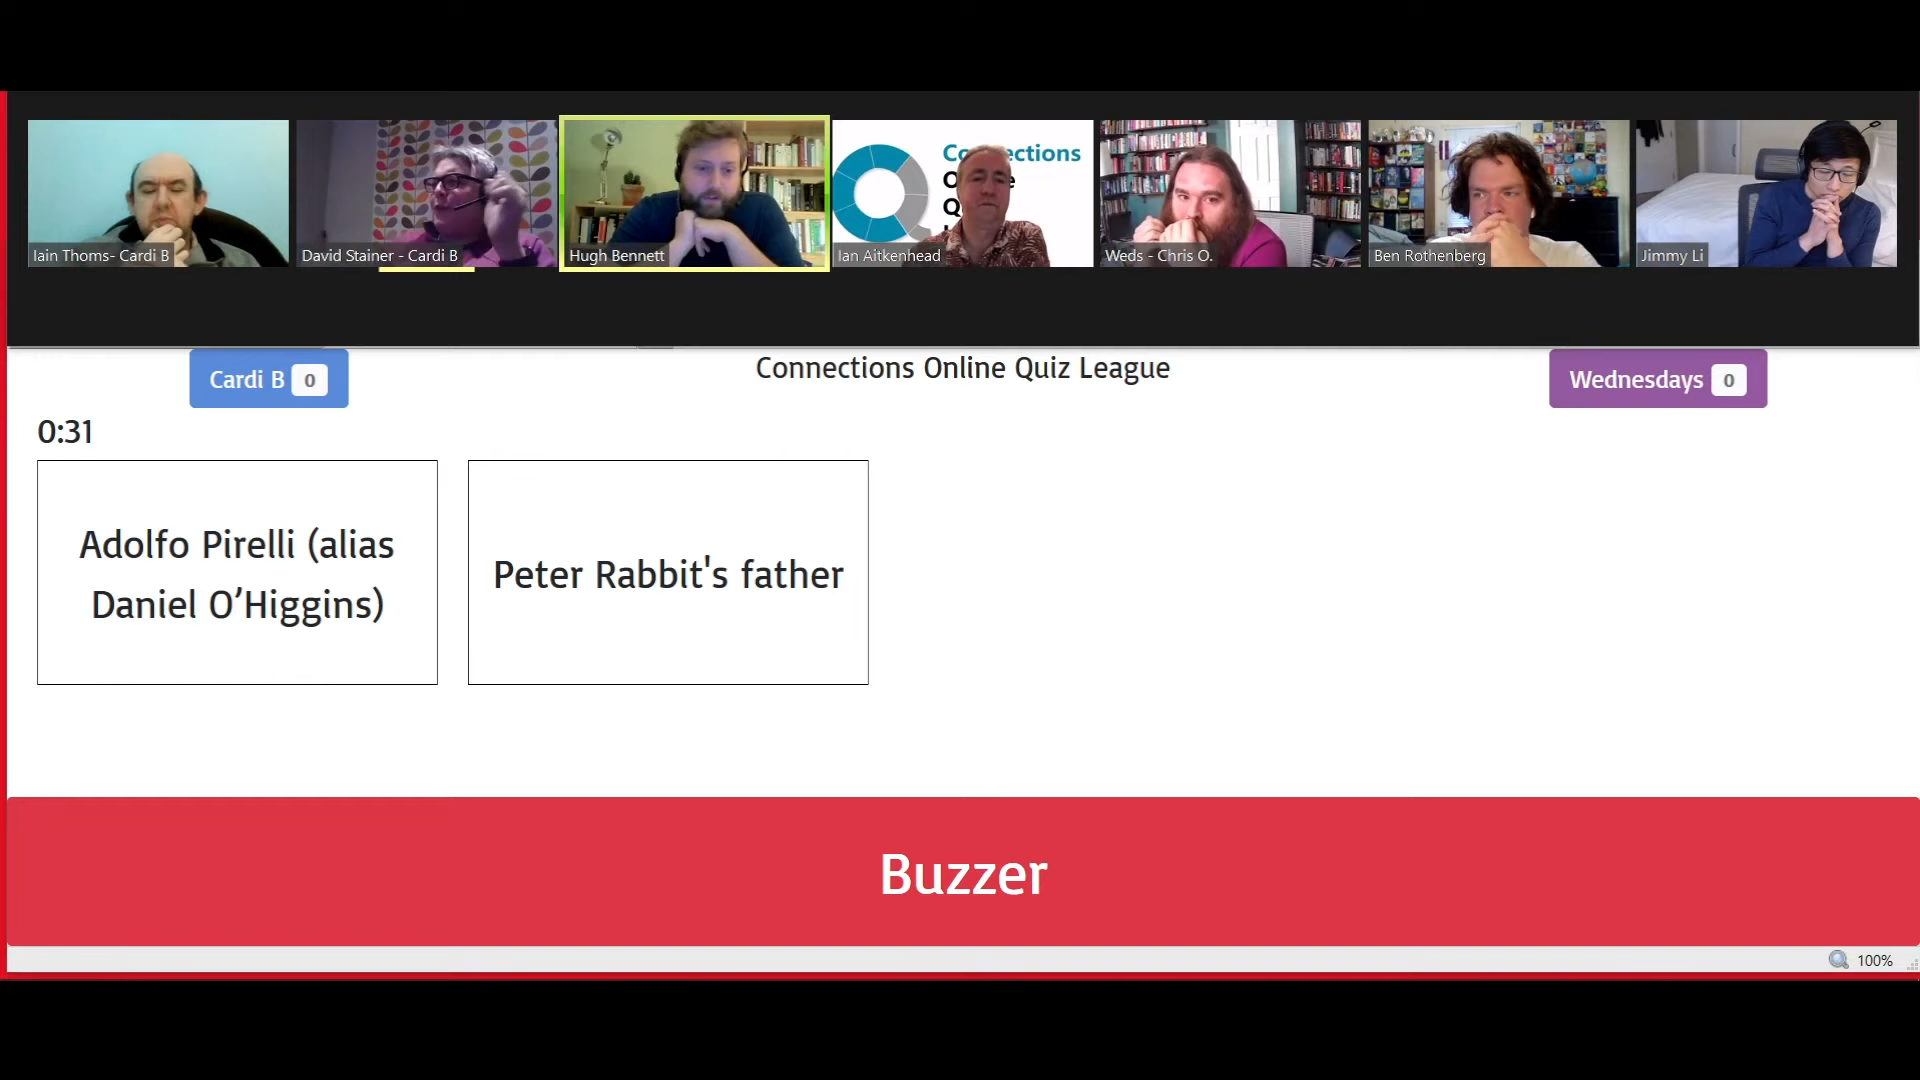 Connections
Iain Thoms- Cardi B
David Stainer - Cardi B
Hugh Bennett
Ian Aitkenhead
Weds - Chris O.
Ben Rothenberg
Jimmy Li
Cardi B 0
Connections Online Quiz League
Wednesdays 0
0:31
Adolfo Pirelli (alias
Daniel O’Higgins)
Peter Rabbit's father
Buzzer
100%